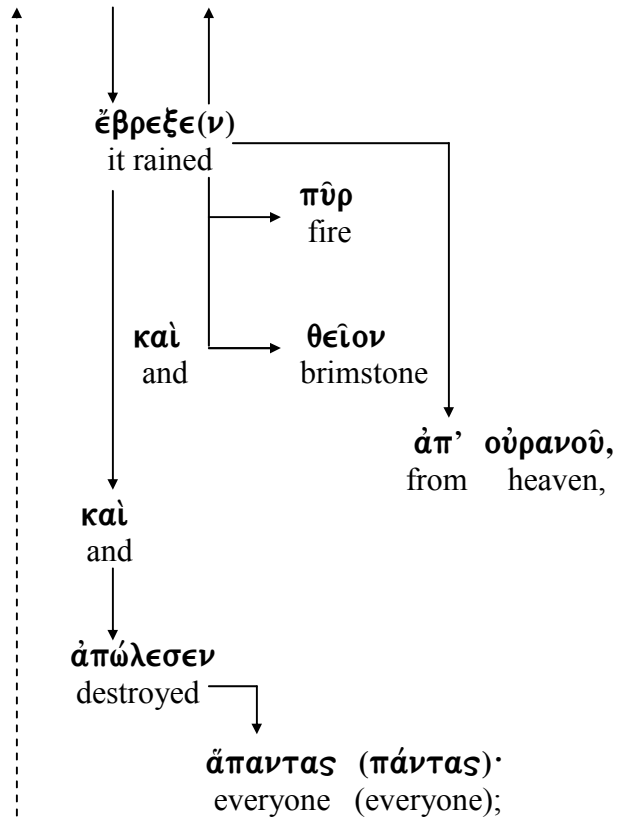 ἔβρεξε(ν)
it rained
πῦρ
fire
καὶ θεῖον
and brimstone
ἀπ’ οὐρανοῦ,
from heaven,
καὶ
and
ἀπώλεσεν
destroyed
ἅπαντας (πάντας)·
everyone (everyone);